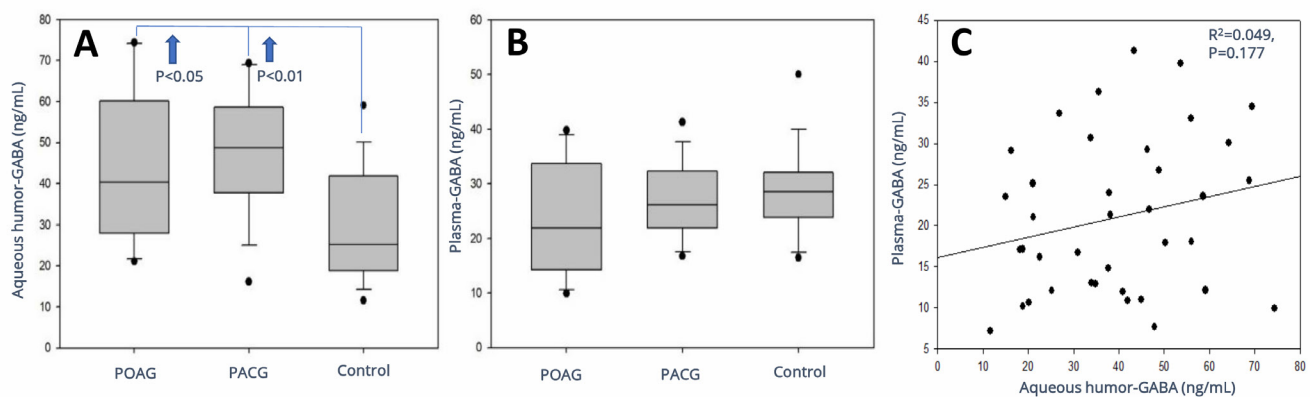 A
P<0.05
P<0.01
Aqueous humor-GABA (ng/mL)
80
70
60
50
40
30
20
10
0
POAG
PACG
Control
B
Plasma-GABA (ng/mL)
60
50
40
30
20
10
0
POAG
PACG
Control
C
R²=0.049,
P=0.177
Plasma-GABA (ng/mL)
45
40
35
30
25
20
15
10
5
0 10 20 30 40 50 60 70 80
Aqueous humor-GABA (ng/mL)